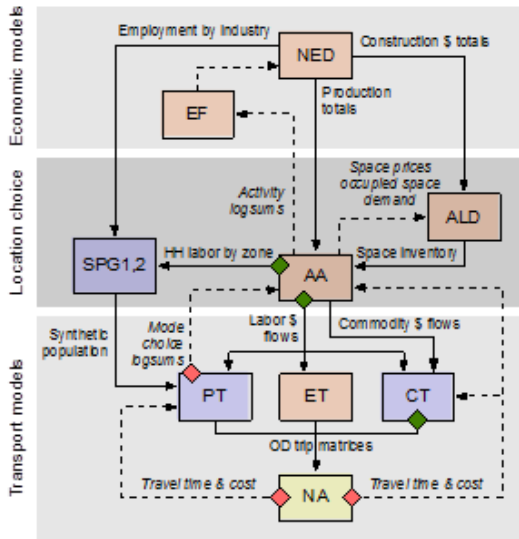 Economic models
Employment by Industry
NED
Construction $ totals
Production
totals
EF
Location choice
Activity
logsums
Space prices
occupied space
demand
ALD
SPG1,2
HH labor by zone
AA
Space Inventory
Transport models
Synthetic
population
Mode
choice
logsums
Labor $
flows
Commodity $ flows
PT
ET
CT
OD trip matrices
Travel time & cost
NA
Travel time & cost